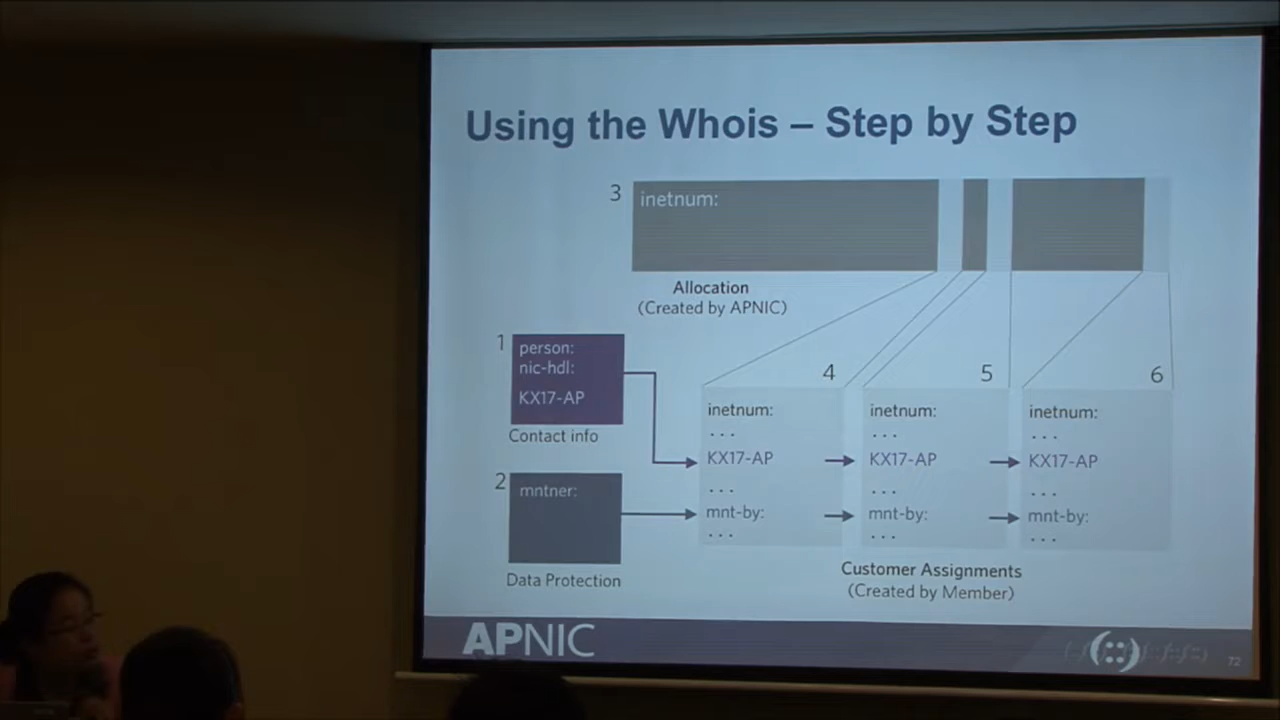 Using the Whois – Step by Step
3
inetnum:
Allocation
(Created by APNIC)
1
person:
nic-hdl:
KX17-AP
Contact info
2
mntner:
Data Protection
4
inetnum:
. . .
KX17-AP
. . .
mnt-by:
. . .
5
inetnum:
. . .
KX17-AP
. . .
mnt-by:
. . .
6
inetnum:
. . .
KX17-AP
. . .
mnt-by:
. . .
Customer Assignments
(Created by Member)
APNIC
72